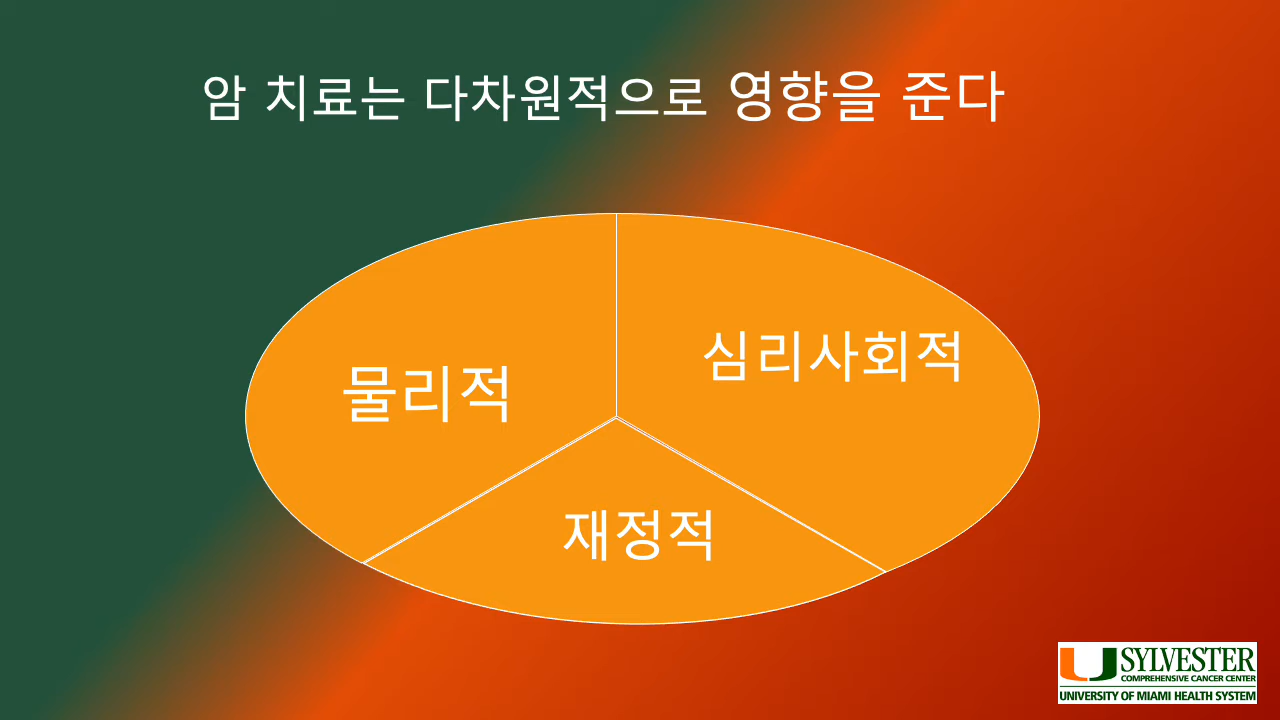 암 치료는 다차원적으로 영향을 준다
심리사회적
물리적
재정적
SYLVESTER
COMPREHENSIVE CANCER CENTER
UNIVERSITY OF MIAMI HEALTH SYSTEM